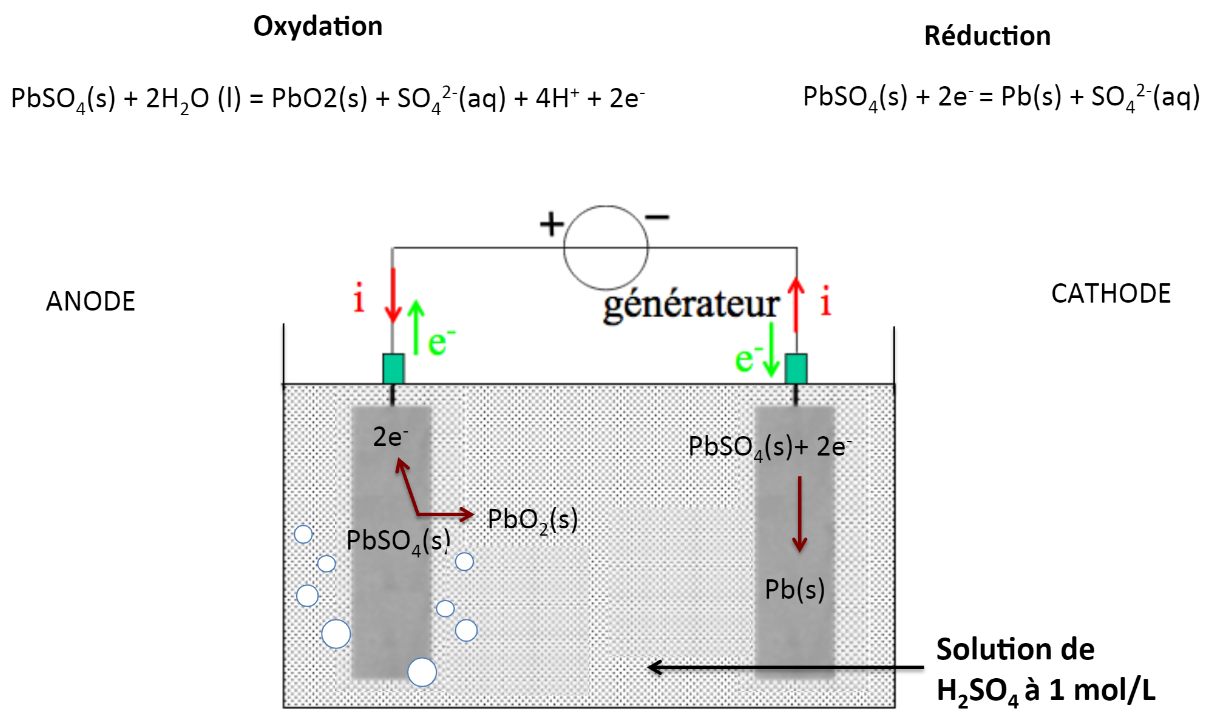 Oxydation
Réduction
PbSO₄(s) + 2H₂O (l) = PbO2(s) + SO₄²⁻(aq) + 4H⁺ + 2e⁻
PbSO₄(s) + 2e⁻ = Pb(s) + SO₄²⁻(aq)
+ −
ANODE
i
générateur
i
CATHODE
e⁻
e⁻
2e⁻
PbSO₄(s)+ 2e⁻
PbO₂(s)
PbSO₄(s)
Pb(s)
Solution de
H₂SO₄ à 1 mol/L